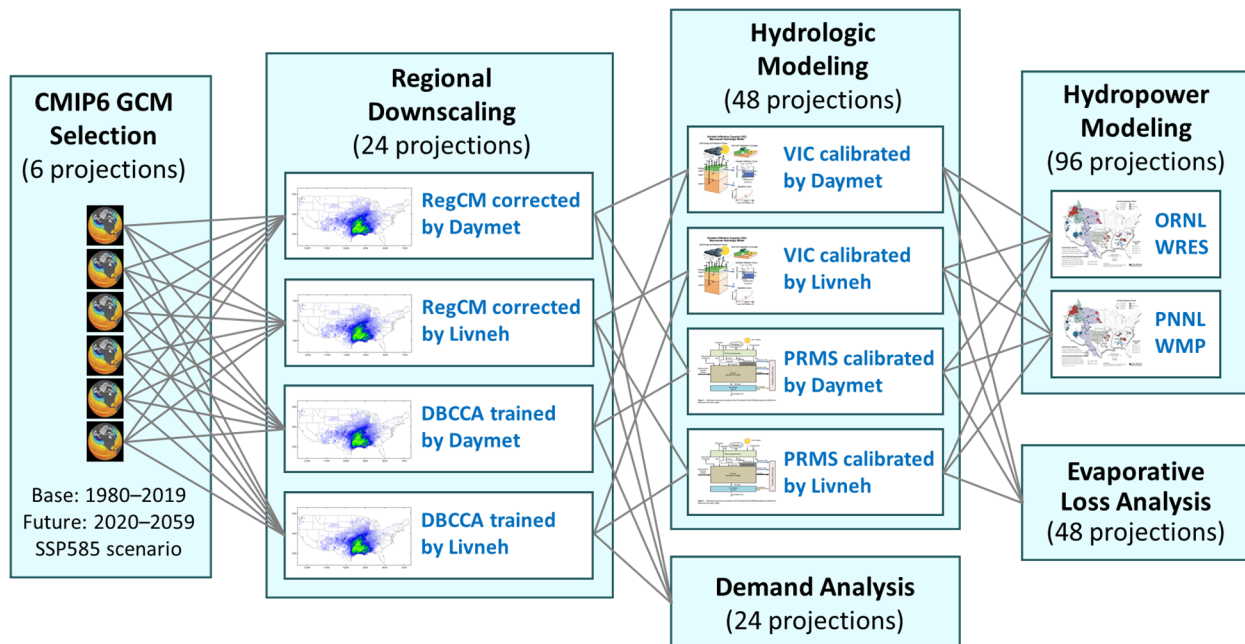 CMIP6 GCM
Selection
(6 projections)
Base: 1980–2019
Future: 2020–2059
SSP585 scenario
Regional
Downscaling
(24 projections)
RegCM corrected
by Daymet
RegCM corrected
by Livneh
DBCCA trained
by Daymet
DBCCA trained
by Livneh
Hydrologic
Modeling
(48 projections)
VIC calibrated
by Daymet
VIC calibrated
by Livneh
PRMS calibrated
by Daymet
PRMS calibrated
by Livneh
Demand Analysis
(24 projections)
Hydropower
Modeling
(96 projections)
ORNL
WRES
PNNL
WMP
Evaporative
Loss Analysis
(48 projections)